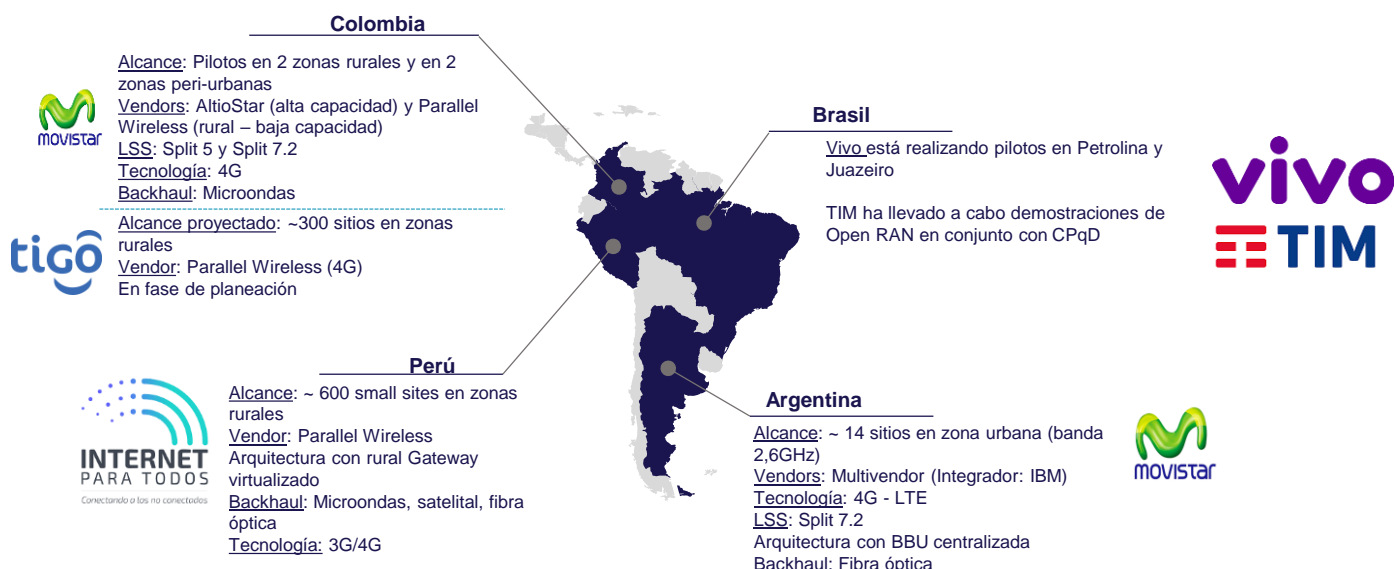 Colombia
Alcance: Pilotos en 2 zonas rurales y en 2
zonas peri-urbanas
Vendors: AltioStar (alta capacidad) y Parallel
Wireless (rural – baja capacidad)
LSS: Split 5 y Split 7.2
Tecnología: 4G
Backhaul: Microondas
movistar
Alcance proyectado: ~300 sitios en zonas
rurales
Vendor: Parallel Wireless (4G)
En fase de planeación
tigo
Brasil
Vivo está realizando pilotos en Petrolina y
Juazeiro
TIM ha llevado a cabo demostraciones de
Open RAN en conjunto con CPqD
vivo
TIM
Perú
Alcance: ~ 600 small sites en zonas
rurales
Vendor: Parallel Wireless
Arquitectura con rural Gateway
virtualizado
Backhaul: Microondas, satelital, fibra
óptica
Tecnología: 3G/4G
INTERNET
PARA TODOS
Conectando a los no conectados
Argentina
Alcance: ~ 14 sitios en zona urbana (banda
2,6GHz)
Vendors: Multivendor (Integrador: IBM)
Tecnología: 4G - LTE
LSS: Split 7.2
Arquitectura con BBU centralizada
Backhaul: Fibra óptica
movistar